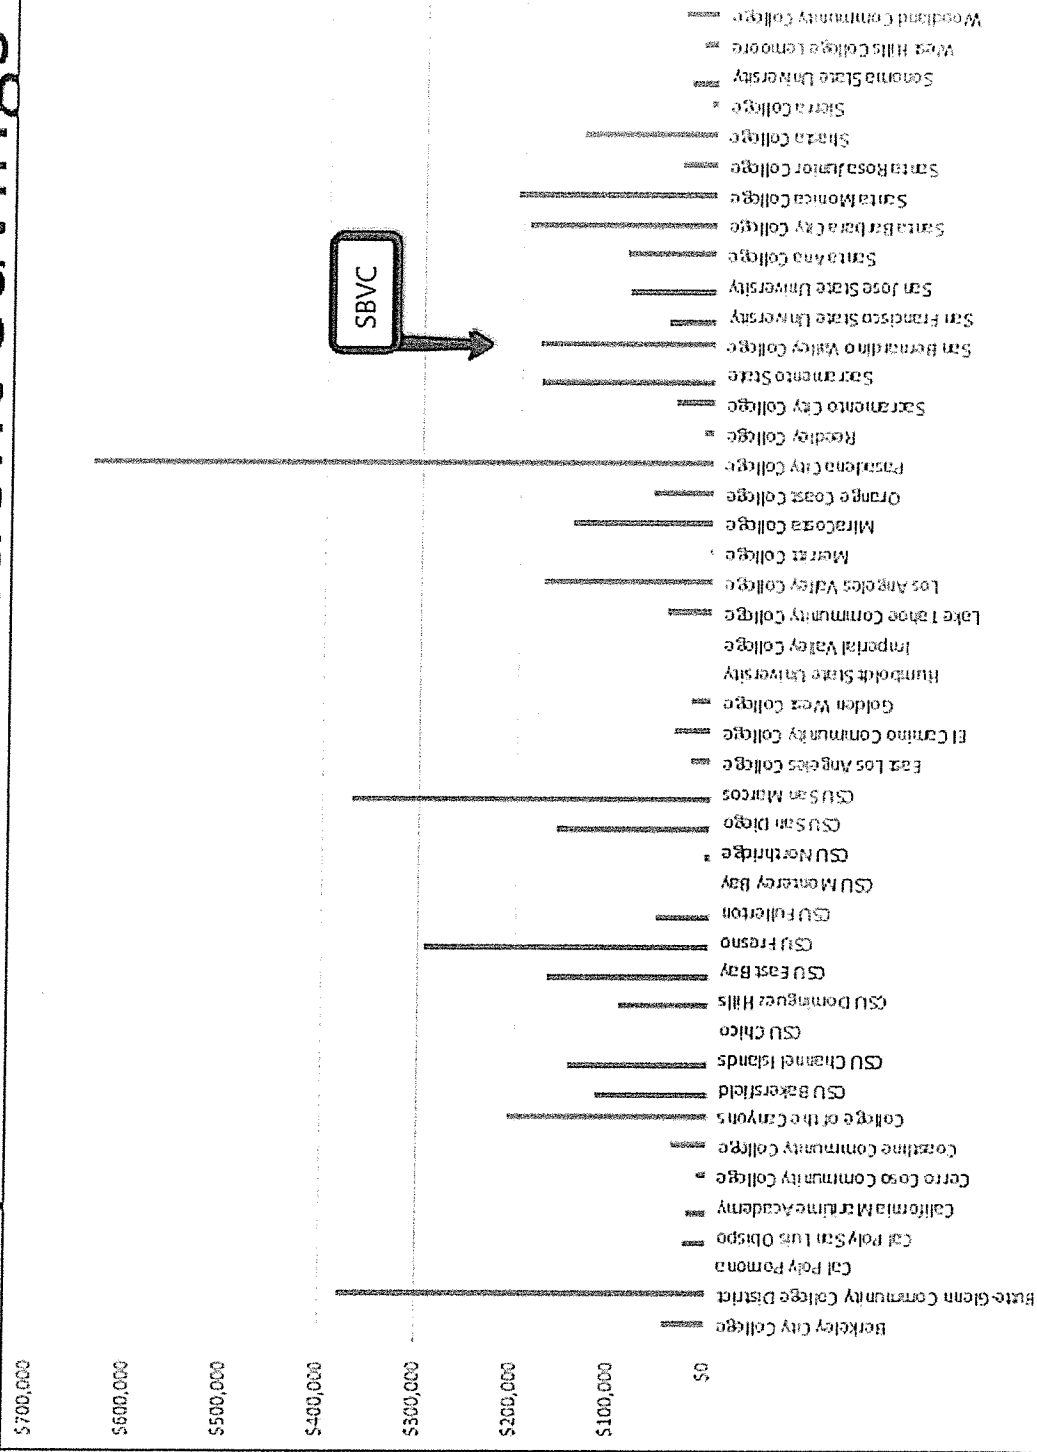 $700,000
$600,000
$500,000
$400,000
$300,000
$200,000
$100,000
$0
SBVC
Berkeley City College
Butte-Glenn Community College District
Cal Poly Pomona
Cal Poly San Luis Obispo
California Maritime Academy
Cerro Coso Community College
Coastline Community College
College of the Canyons
CSU Bakersfield
CSU Channel Islands
CSU Chico
CSU Dominguez Hills
CSU East Bay
CSU Fresno
CSU Fullerton
CSU Monterey Bay
CSU Northridge
CSU San Diego
CSU San Marcos
East Los Angeles College
El Camino Community College
Golden West College
Humboldt State University
Imperial Valley College
Lake Tahoe Community College
Los Angeles Valley College
Merritt College
MiraCosta College
Orange Coast College
Pasadena City College
Reedley College
Sacramento City College
Sacramento State
San Bernardino Valley College
San Francisco State University
San Jose State University
Santa Ana College
Santa Barbara City College
Santa Monica College
Santa Rosa Junior College
Shasta College
Sierra College
Sonoma State University
West Hills College Lemoore
Woodland Community College